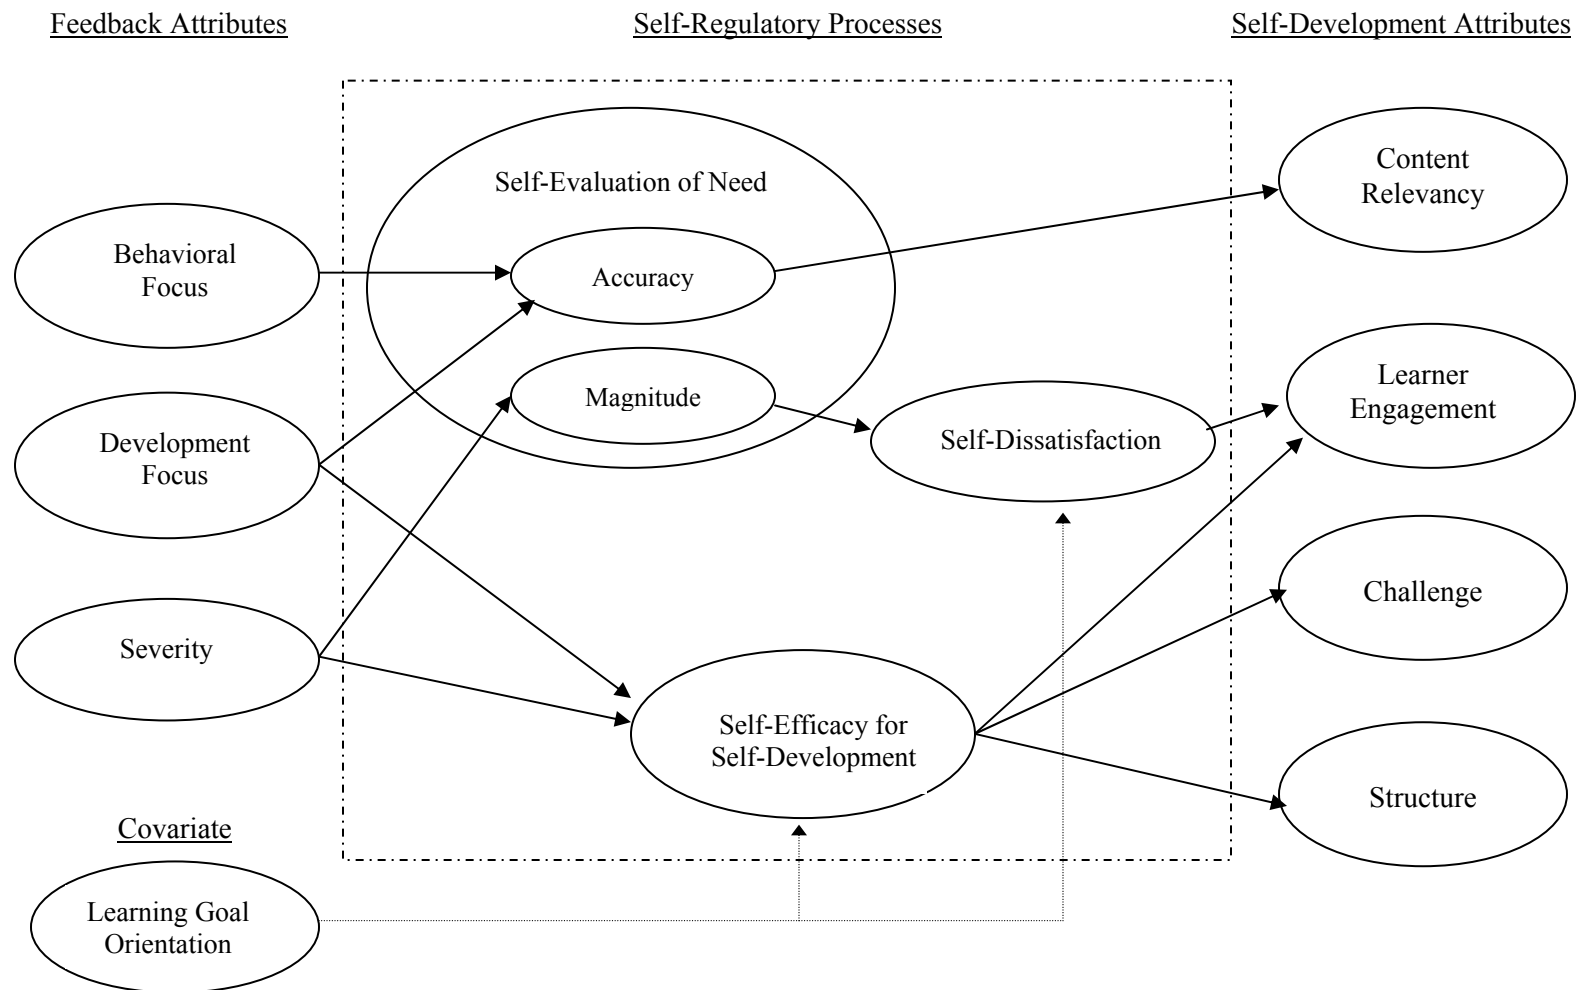 Feedback Attributes
Self-Regulatory Processes
Self-Development Attributes
Behavioral
Focus
Development
Focus
Severity
Covariate
Learning Goal
Orientation
Self-Evaluation of Need
Accuracy
Magnitude
Self-Dissatisfaction
Self-Efficacy for
Self-Development
Content
Relevancy
Learner
Engagement
Challenge
Structure